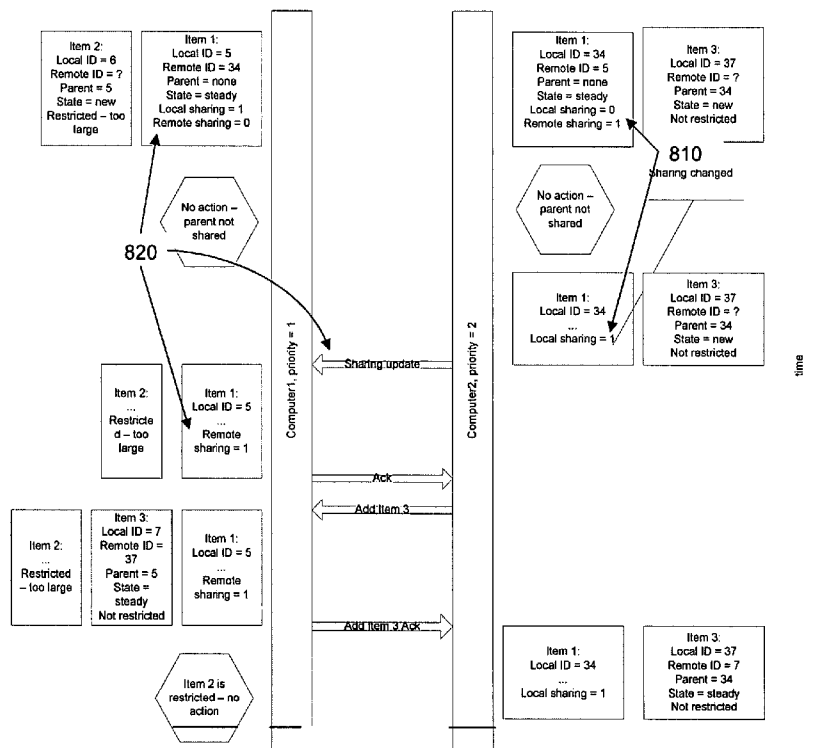 Item 2:
Local ID = 6
Remote ID = ?
Parent = 5
State = new
Restricted – too
large
Item 1:
Local ID = 5
Remote ID = 34
Parent = none
State = steady
Local sharing = 1
Remote sharing = 0
Item 1:
Local ID = 34
Remote ID = 5
Parent = none
State = steady
Local sharing = 0
Remote sharing = 1
Item 3:
Local ID = 37
Remote ID = ?
Parent = 34
State = new
Not restricted
810
Sharing changed
No action –
parent not
shared
No action –
parent not
shared
820
Item 1:
Local ID = 34
...
Local sharing = 1
Item 3:
Local ID = 37
Remote ID = ?
Parent = 34
State = new
Not restricted
Computer1, priority = 1
Computer2, priority = 2
time
Sharing update
Item 2:
...
Restricte
d – too
large
Item 1:
Local ID = 5
...
Remote
sharing = 1
Ack
Add Item 3
Item 2:
...
Restricted
– too large
Item 3:
Local ID = 7
Remote ID =
37
Parent = 5
State =
steady
Not restricted
Item 1:
Local ID = 5
...
Remote
sharing = 1
Add Item 3 Ack
Item 2 is
restricted – no
action
Item 1:
Local ID = 34
...
Local sharing = 1
Item 3:
Local ID = 37
Remote ID = 7
Parent = 34
State = steady
Not restricted